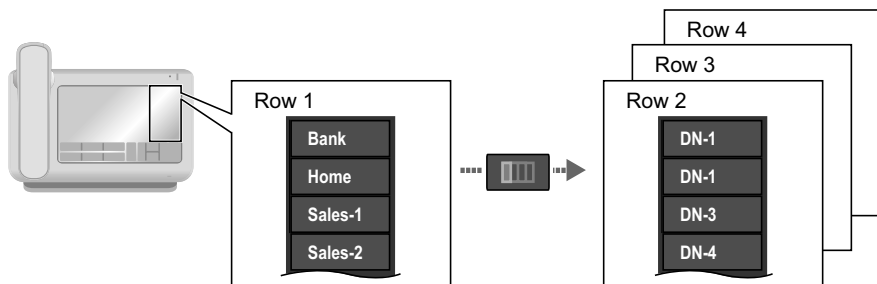 Row 4
Row 3
Row 1
Row 2
Bank
Home
Sales-1
Sales-2
DN-1
DN-1
DN-3
DN-4